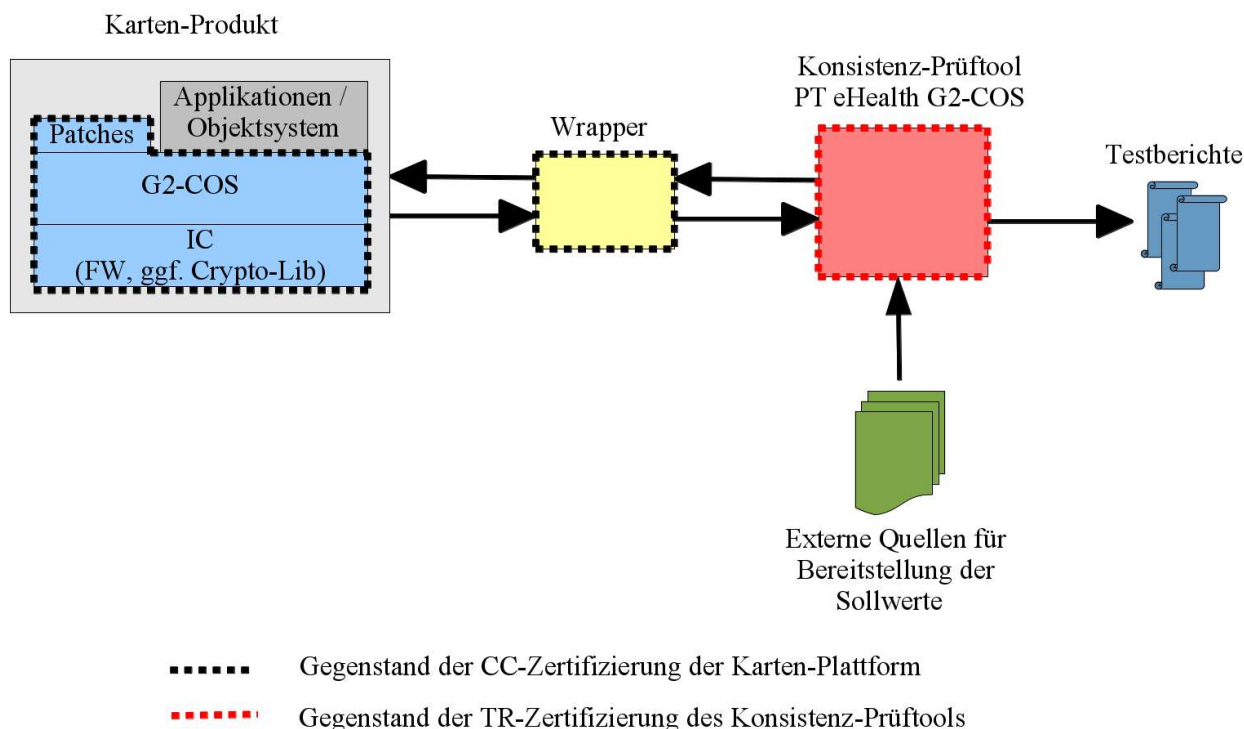 Karten-Produkt
Applikationen /
Objektsystem
Patches
G2-COS
IC
(FW, ggf. Crypto-Lib)
Wrapper
Konsistenz-Prüftool
PT eHealth G2-COS
Testberichte
Externe Quellen für
Bereitstellung der
Sollwerte
Gegenstand der CC-Zertifizierung der Karten-Plattform
Gegenstand der TR-Zertifizierung des Konsistenz-Prüftools